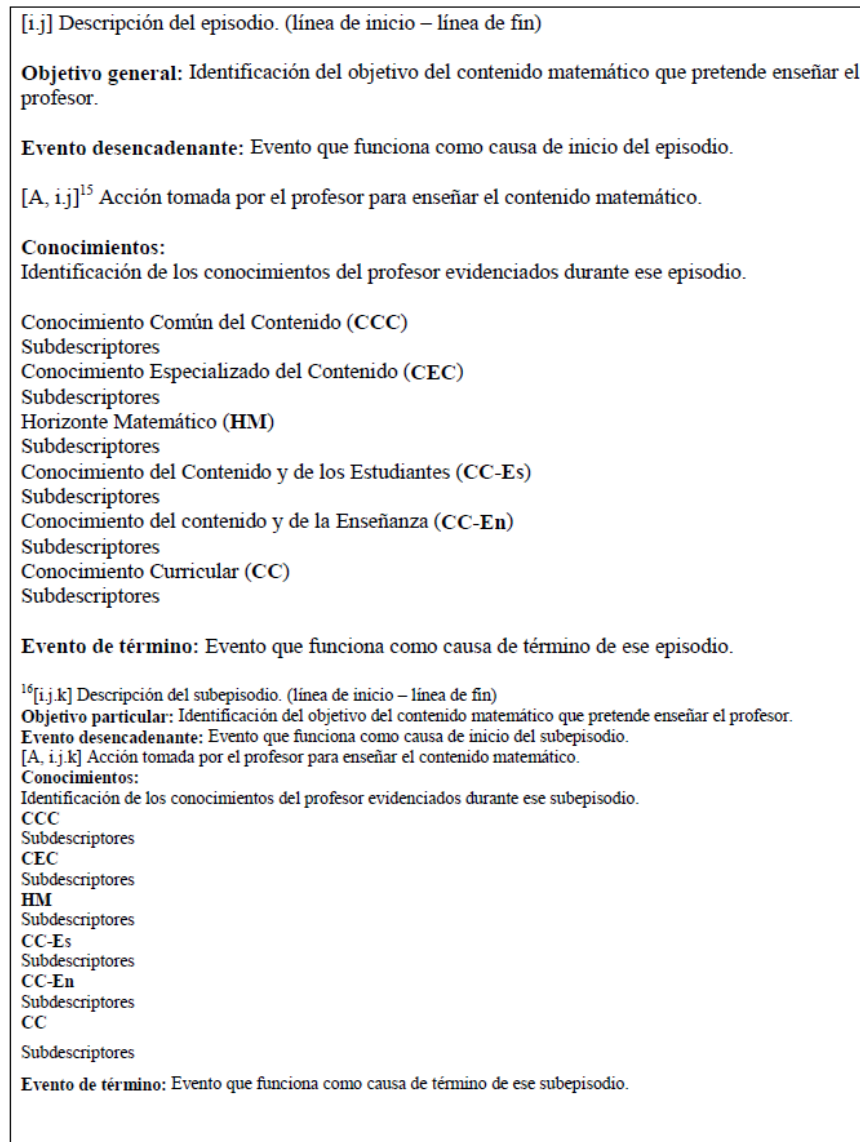 [i.j] Descripción del episodio. (línea de inicio – línea de fin)
Objetivo general: Identificación del objetivo del contenido matemático que pretende enseñar el
profesor.
Evento desencadenante: Evento que funciona como causa de inicio del episodio.
[A, i.j]15 Acción tomada por el profesor para enseñar el contenido matemático.
Conocimientos:
Identificación de los conocimientos del profesor evidenciados durante ese episodio.
Conocimiento Común del Contenido (CCC)
Subdescriptores
Conocimiento Especializado del Contenido (CEC)
Subdescriptores
Horizonte Matemático (HM)
Subdescriptores
Conocimiento del Contenido y de los Estudiantes (CC-Es)
Subdescriptores
Conocimiento del contenido y de la Enseñanza (CC-En)
Subdescriptores
Conocimiento Curricular (CC)
Subdescriptores
Evento de término: Evento que funciona como causa de término de ese episodio.
16[i.j.k] Descripción del subepisodio. (línea de inicio – línea de fin)
Objetivo particular: Identificación del objetivo del contenido matemático que pretende enseñar el profesor.
Evento desencadenante: Evento que funciona como causa de inicio del subepisodio.
[A, i.j.k] Acción tomada por el profesor para enseñar el contenido matemático.
Conocimientos:
Identificación de los conocimientos del profesor evidenciados durante ese subepisodio.
CCC
Subdescriptores
CEC
Subdescriptores
HM
Subdescriptores
CC-Es
Subdescriptores
CC-En
Subdescriptores
CC
Subdescriptores
Evento de término: Evento que funciona como causa de término de ese subepisodio.